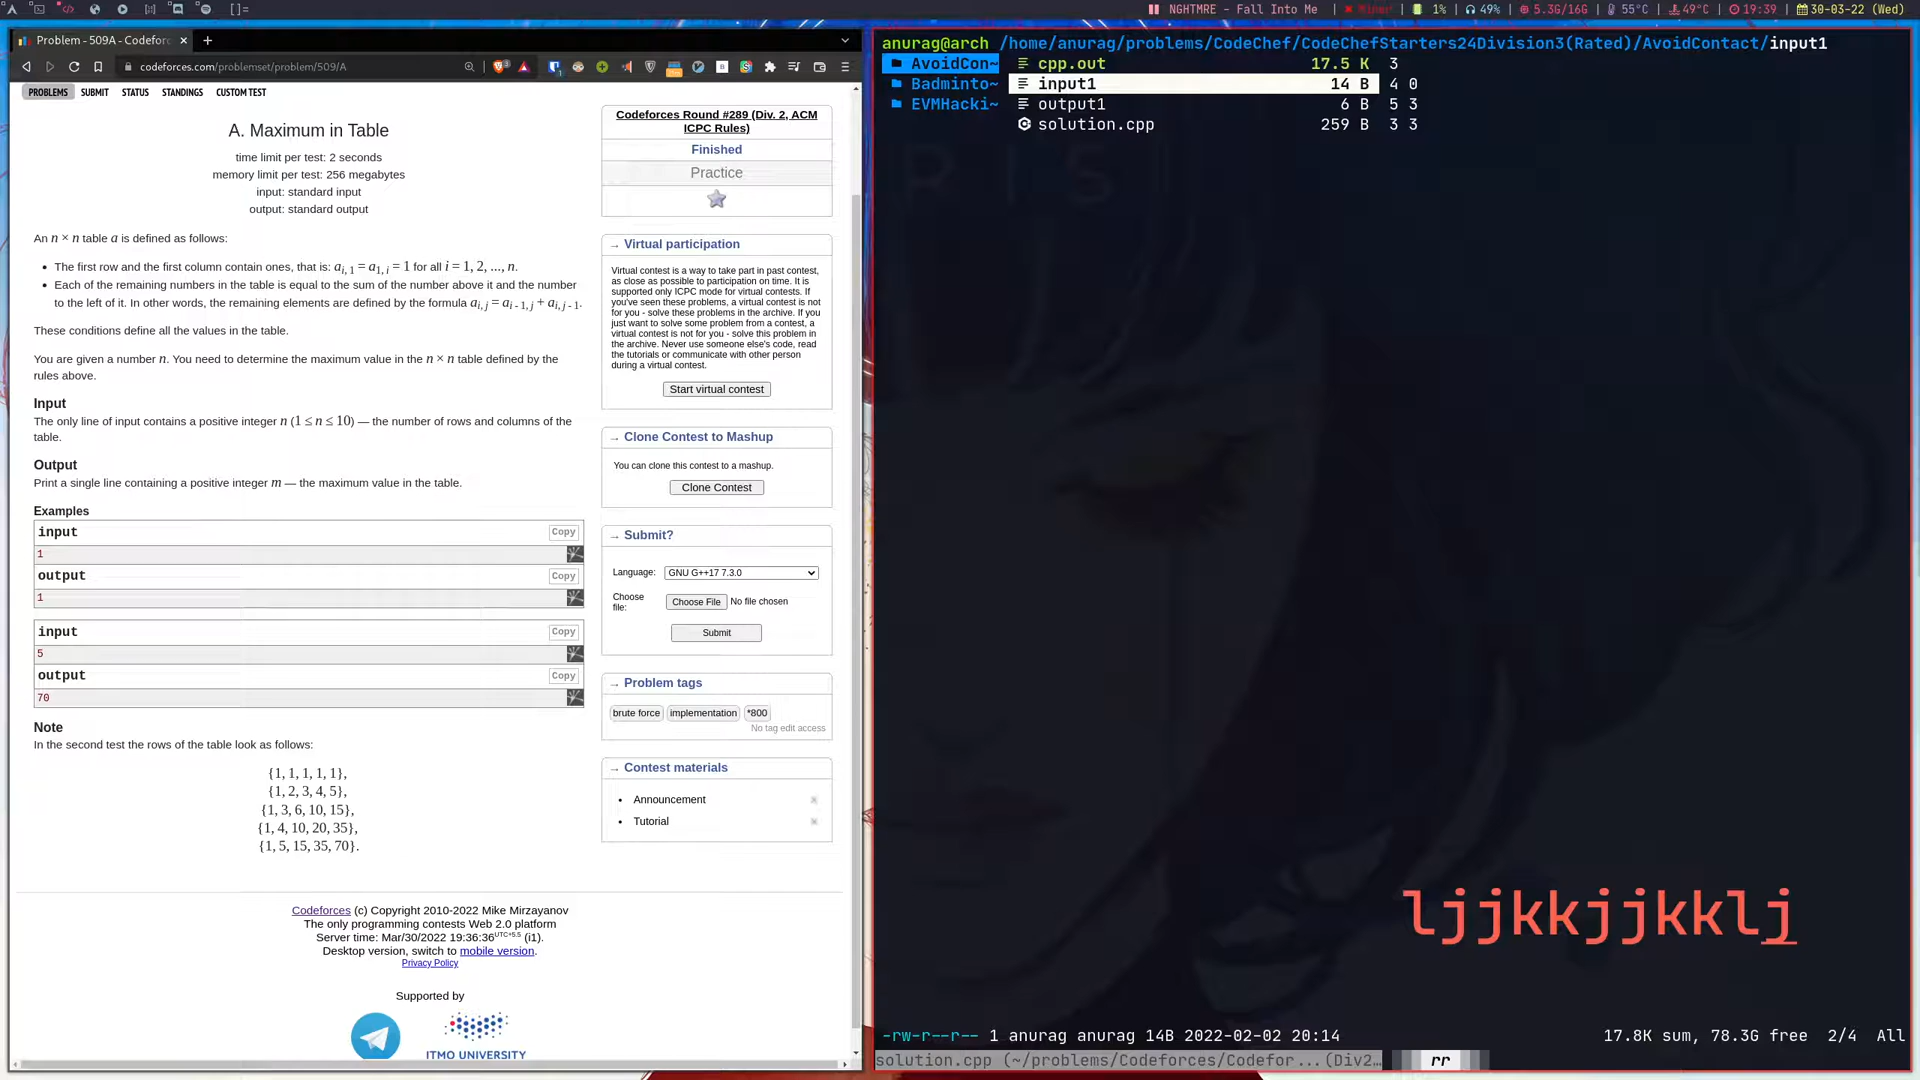 NGHTMRE - Fall Into Me
1%
49%
5.3G/16G
55°C
49°C
19:39
30-03-22 (Wed)
[]=
Problem - 509A - Codeforc
codeforces.com/problemset/problem/509/A
PROBLEMS SUBMIT STATUS STANDINGS CUSTOM TEST
A. Maximum in Table
time limit per test: 2 seconds
memory limit per test: 256 megabytes
input: standard input
output: standard output
An n × n table a is defined as follows:
• The first row and the first column contain ones, that is: ai, 1 = a1, i = 1 for all i = 1, 2, ..., n.
• Each of the remaining numbers in the table is equal to the sum of the number above it and the number
to the left of it. In other words, the remaining elements are defined by the formula ai, j = ai - 1, j + ai, j - 1.
These conditions define all the values in the table.
You are given a number n. You need to determine the maximum value in the n × n table defined by the
rules above.
Input
The only line of input contains a positive integer n (1 ≤ n ≤ 10) — the number of rows and columns of the
table.
Output
Print a single line containing a positive integer m — the maximum value in the table.
Examples
input Copy
1
output Copy
1
input Copy
5
output Copy
70
Note
In the second test the rows of the table look as follows:
{1, 1, 1, 1, 1},
{1, 2, 3, 4, 5},
{1, 3, 6, 10, 15},
{1, 4, 10, 20, 35},
{1, 5, 15, 35, 70}.
Codeforces Round #289 (Div. 2, ACM
ICPC Rules)
Finished
Practice
→ Virtual participation
Virtual contest is a way to take part in past contest,
as close as possible to participation on time. It is
supported only ICPC mode for virtual contests. If
you've seen these problems, a virtual contest is not
for you - solve these problems in the archive. If you
just want to solve some problem from a contest, a
virtual contest is not for you - solve this problem in
the archive. Never use someone else's code, read
the tutorials or communicate with other person
during a virtual contest.
Start virtual contest
→ Clone Contest to Mashup
You can clone this contest to a mashup.
Clone Contest
→ Submit?
Language: GNU G++17 7.3.0
Choose
file:
Choose File No file chosen
Submit
→ Problem tags
brute force implementation *800
No tag edit access
→ Contest materials
• Announcement
• Tutorial
Codeforces (c) Copyright 2010-2022 Mike Mirzayanov
The only programming contests Web 2.0 platform
Server time: Mar/30/2022 19:36:36UTC+5.5 (i1).
Desktop version, switch to mobile version.
Privacy Policy
Supported by
ITMO UNIVERSITY
anurag@arch /home/anurag/problems/CodeChef/CodeChefStarters24Division3(Rated)/AvoidContact/input1
AvoidCon~ cpp.out 17.5 K 3
Badminto~ input1 14 B 4 0
EVMHacki~ output1 6 B 5 3
solution.cpp 259 B 3 3
ljjkkjjkklj
-rw-r--r-- 1 anurag anurag 14B 2022-02-02 20:14 17.8K sum, 78.3G free 2/4 All
solution.cpp (~/problems/Codeforces/Codefor...(Div2… rr